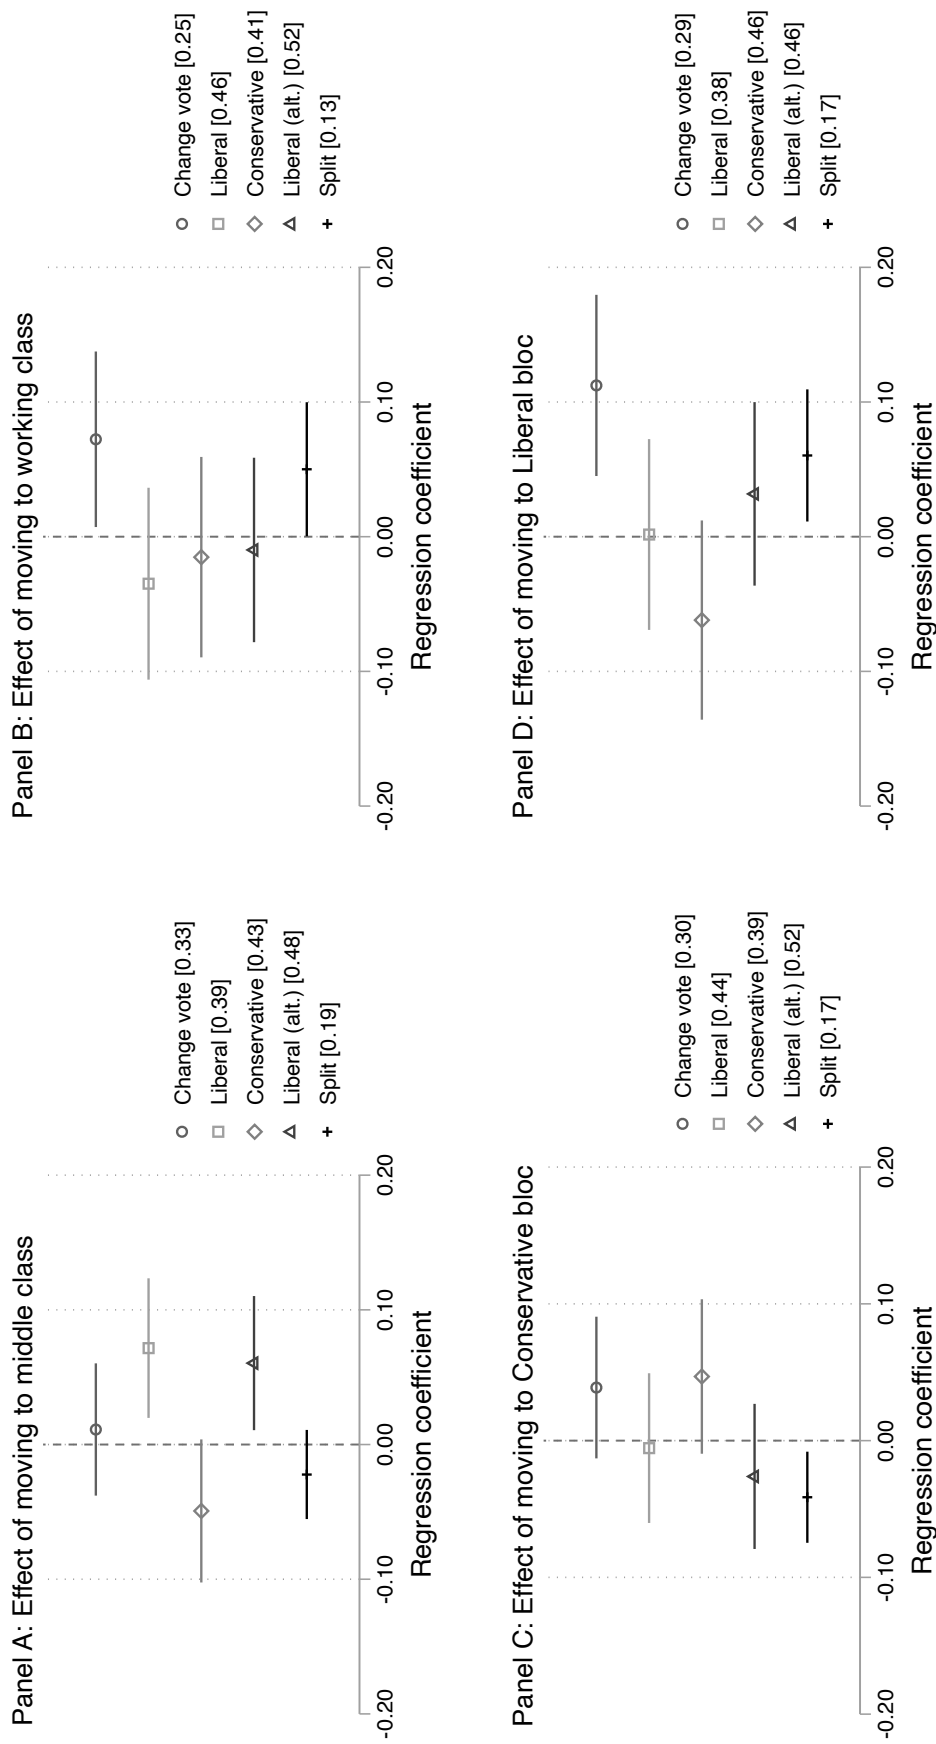 Panel A: Effect of moving to middle class
Change vote [0.33]
Liberal [0.39]
Conservative [0.43]
Liberal (alt.) [0.48]
Split [0.19]
-0.20 -0.10 0.00 0.10 0.20
Regression coefficient
Panel B: Effect of moving to working class
Change vote [0.25]
Liberal [0.46]
Conservative [0.41]
Liberal (alt.) [0.52]
Split [0.13]
-0.20 -0.10 0.00 0.10 0.20
Regression coefficient
Panel C: Effect of moving to Conservative bloc
Change vote [0.30]
Liberal [0.44]
Conservative [0.39]
Liberal (alt.) [0.52]
Split [0.17]
-0.20 -0.10 0.00 0.10 0.20
Regression coefficient
Panel D: Effect of moving to Liberal bloc
Change vote [0.29]
Liberal [0.38]
Conservative [0.46]
Liberal (alt.) [0.46]
Split [0.17]
-0.20 -0.10 0.00 0.10 0.20
Regression coefficient